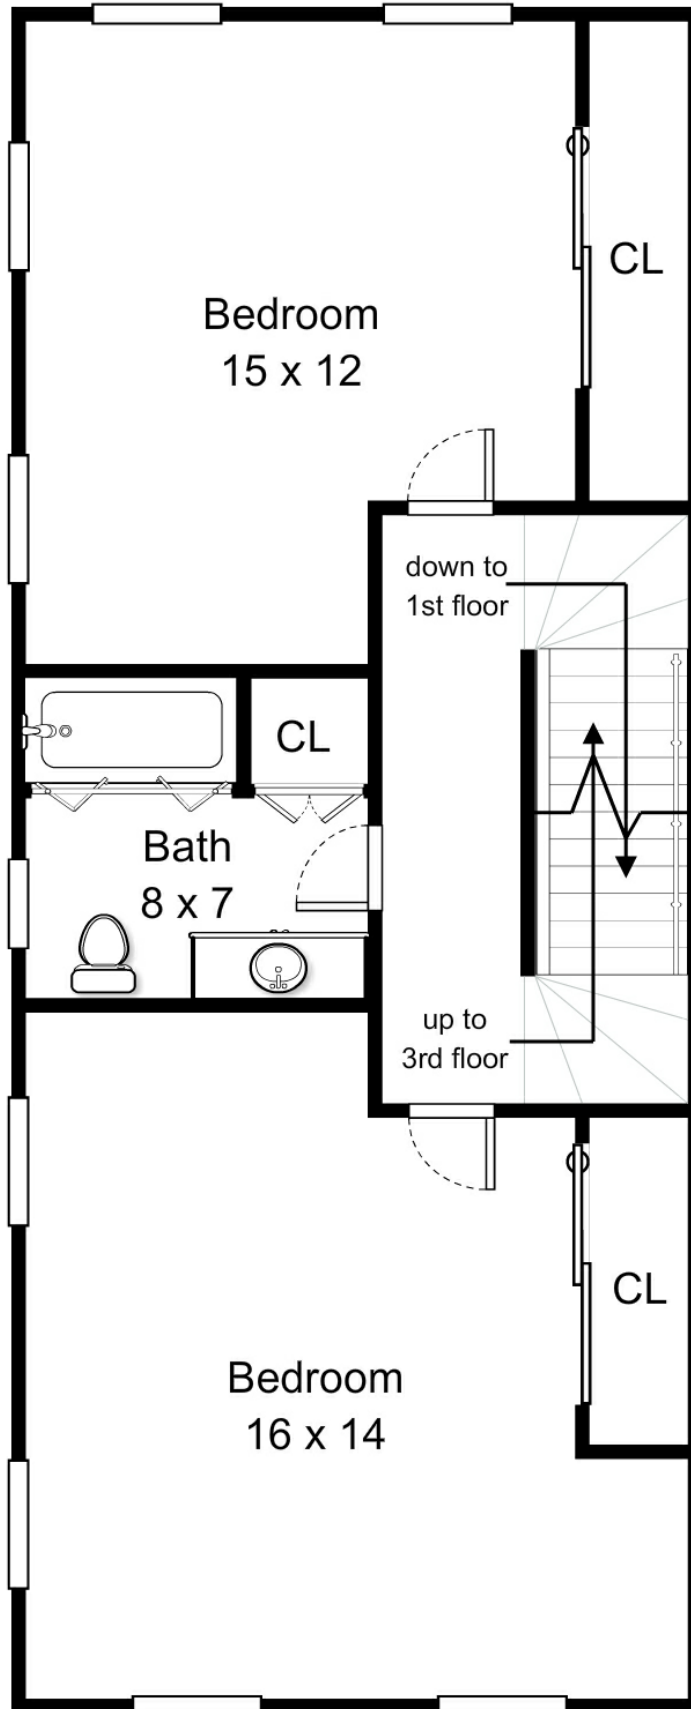 CL
Bedroom
15 x 12
down to
1st floor
CL
Bath
8 x 7
up to
3rd floor
CL
Bedroom
16 x 14